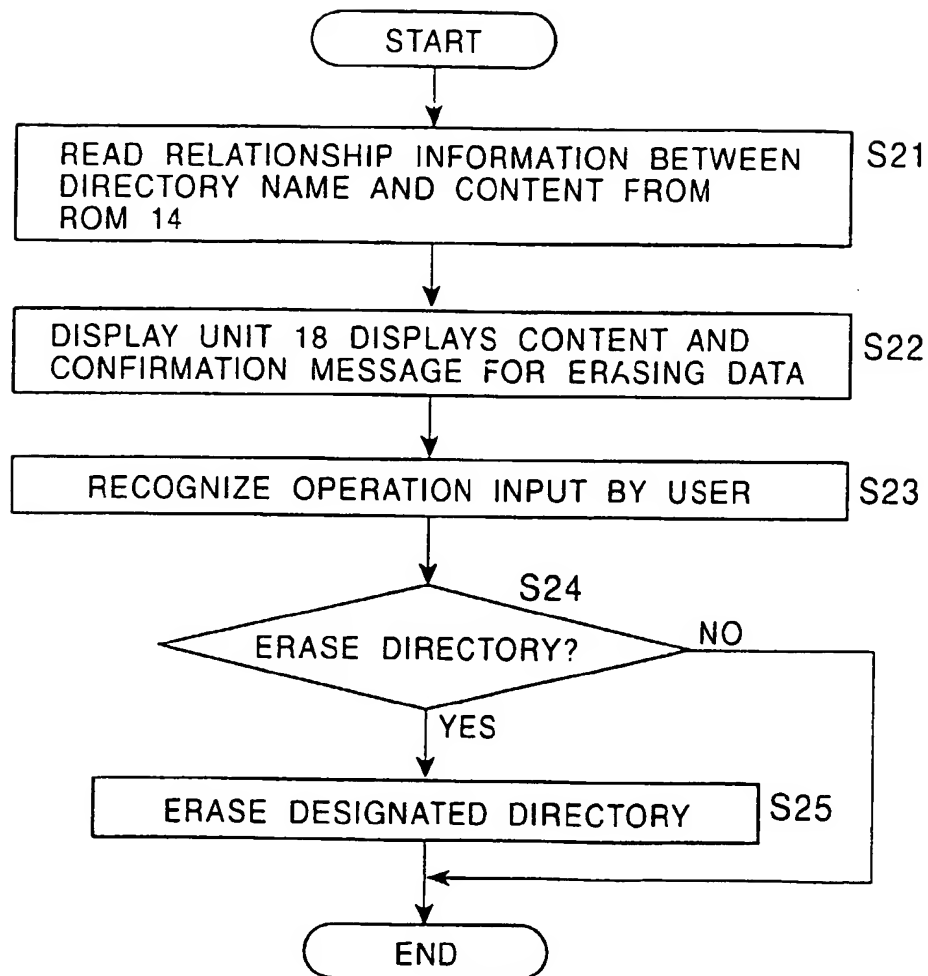 START
READ RELATIONSHIP INFORMATION BETWEEN
DIRECTORY NAME AND CONTENT FROM
ROM 14
S21
DISPLAY UNIT 18 DISPLAYS CONTENT AND
CONFIRMATION MESSAGE FOR ERASING DATA
S22
RECOGNIZE OPERATION INPUT BY USER
S23
S24
ERASE DIRECTORY?
NO
YES
ERASE DESIGNATED DIRECTORY
S25
END